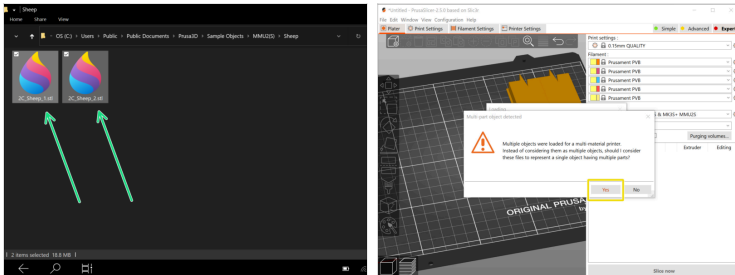 Sheep
Home Share View
OS (C:) › Users › Public › Public Documents › Prusa3D › Sample Objects › MMU2(S) › Sheep
2C_Sheep_1.stl
2C_Sheep_2.stl
2 items selected 18.8 MB
*Untitled - PrusaSlicer-2.5.0 based on Slic3r
File Edit Window View Configuration Help
Plater Print Settings Filament Settings Printer Settings
Simple Advanced Expert
Print settings :
0.15mm QUALITY
Filament :
Prusament PVB
Prusament PVB
Prusament PVB
Prusament PVB
Prusament PVB
Loading
& MK3S+ MMU2S
Purging volumes...
Extruder Editing
Multi-part object detected
Multiple objects were loaded for a multi-material printer.
Instead of considering them as multiple objects, should I consider
these files to represent a single object having multiple parts?
Yes No
ORIGINAL PRUSA
by
Slice now